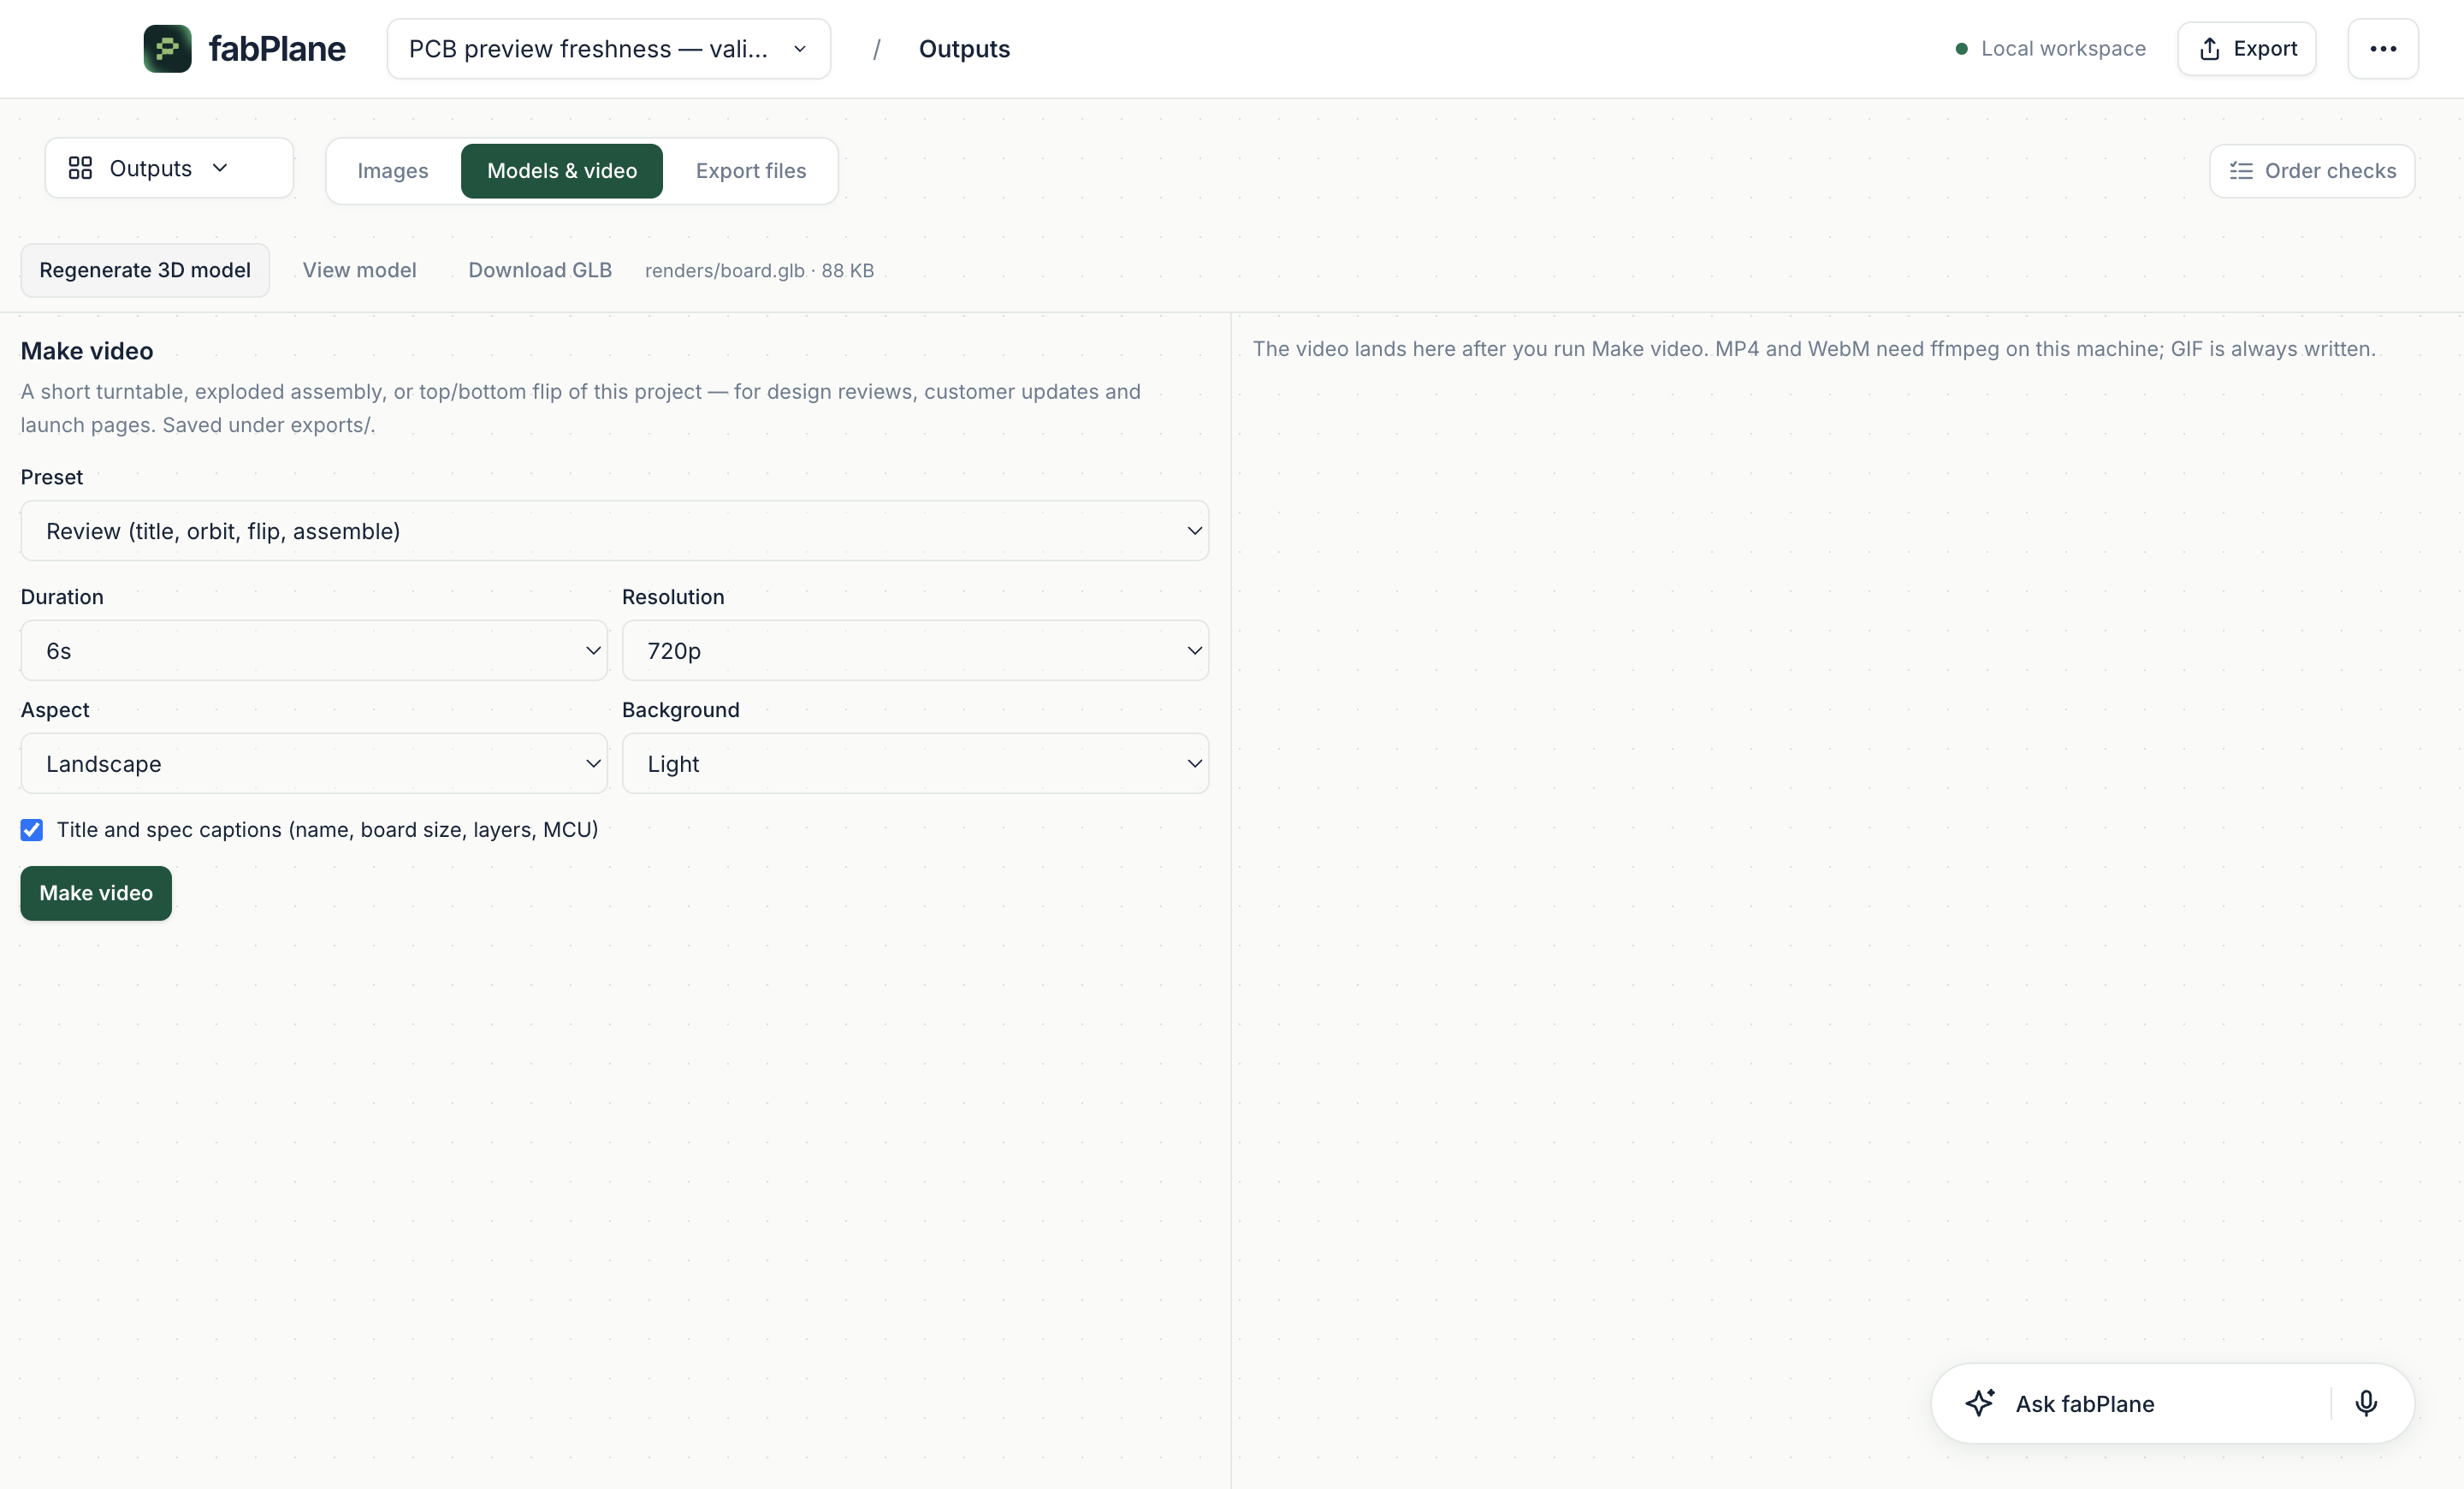 fabPlane
PCB preview freshness — vali...
/
Outputs
Local workspace
Export
Outputs
Images
Models & video
Export files
Order checks
Regenerate 3D model
View model
Download GLB
renders/board.glb · 88 KB
Make video
A short turntable, exploded assembly, or top/bottom flip of this project — for design reviews, customer updates and
launch pages. Saved under exports/.
Preset
Review (title, orbit, flip, assemble)
Duration
Resolution
6s
720p
Aspect
Background
Landscape
Light
Title and spec captions (name, board size, layers, MCU)
Make video
The video lands here after you run Make video. MP4 and WebM need ffmpeg on this machine; GIF is always written.
Ask fabPlane